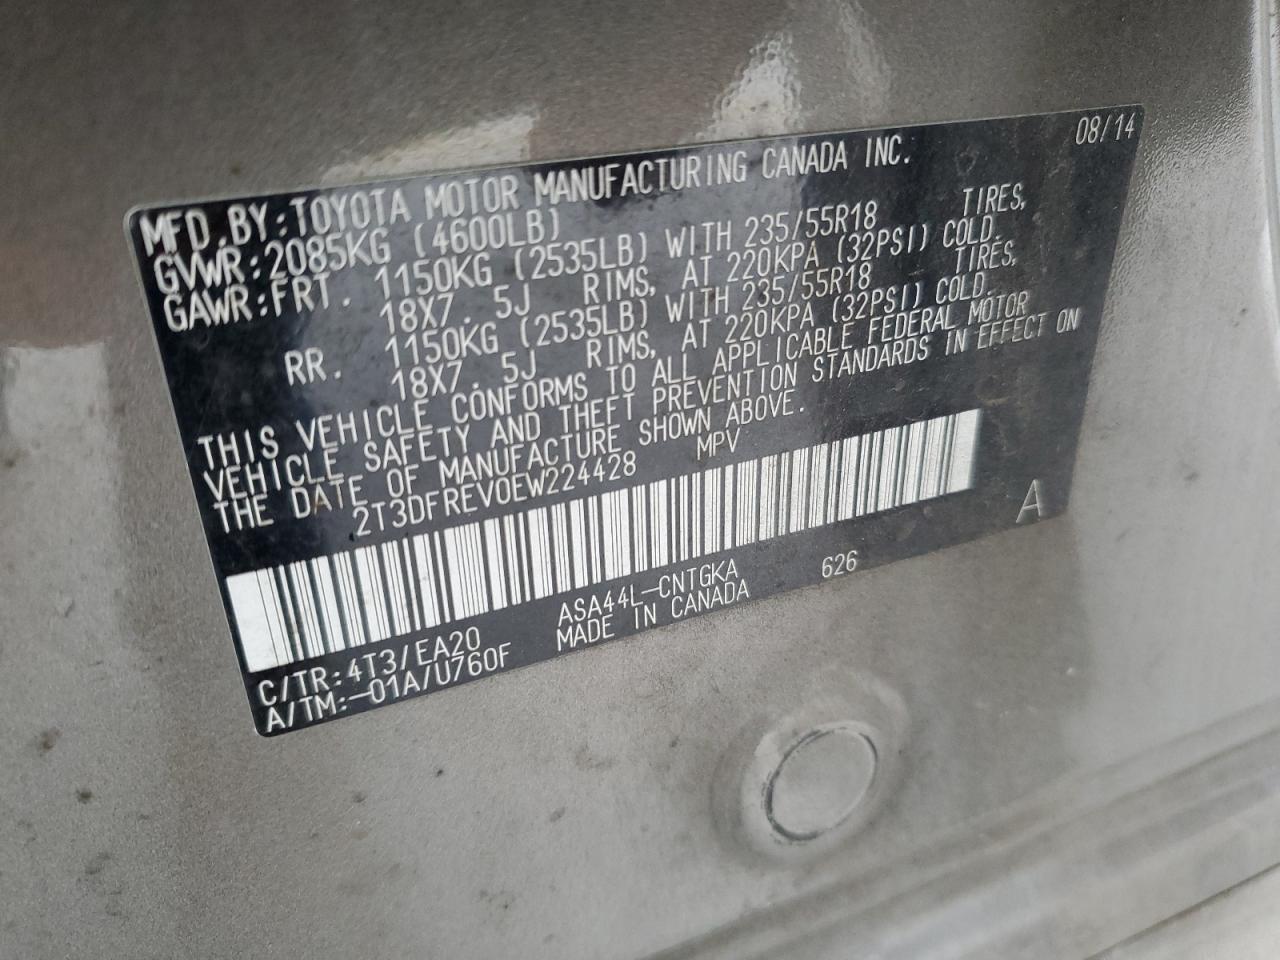 08/14
MFD.BY:TOYOTA MOTOR MANUFACTURING CANADA INC.
GVWR:2085KG (4600LB)
GAWR:FRT. 1150KG (2535LB) WITH 235/55R18 TIRES,
18X7.5J RIMS, AT 220KPA (32PSI) COLD.
RR. 1150KG (2535LB) WITH 235/55R18 TIRES,
18X7.5J RIMS, AT 220KPA (32PSI) COLD.
THIS VEHICLE CONFORMS TO ALL APPLICABLE FEDERAL MOTOR
VEHICLE SAFETY AND THEFT PREVENTION STANDARDS IN EFFECT ON
THE DATE OF MANUFACTURE SHOWN ABOVE.
2T3DFREV0EW224428 MPV
A
C/TR:4T3/EA20 ASA44L-CNTGKA 626
A/TM:-01A/U760F MADE IN CANADA